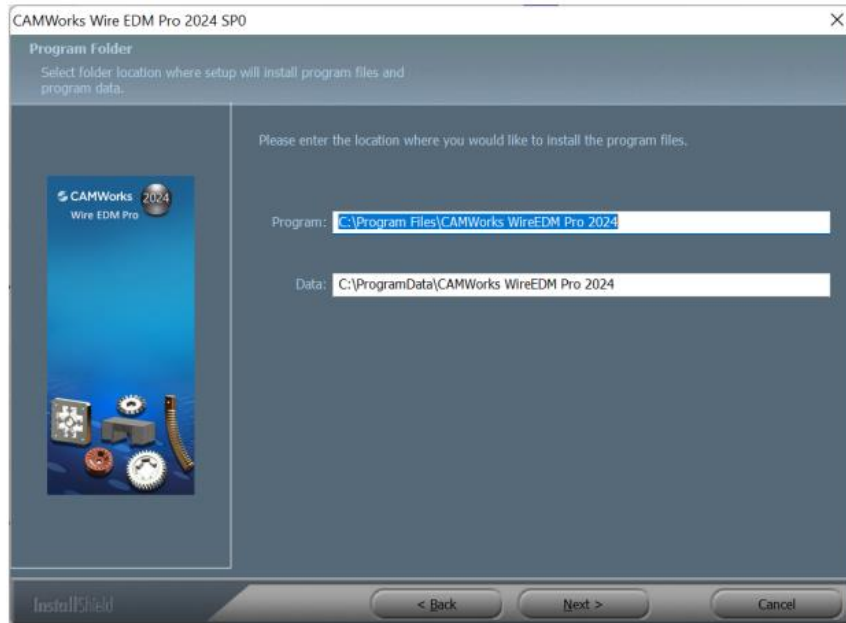 CAMWorks Wire EDM Pro 2024 SP0
Program Folder
Select folder location where setup will install program files and
program data.
Please enter the location where you would like to install the program files.
CAMWorks 2024
Wire EDM Pro
Program: C:\Program Files\CAMWorks WireEDM Pro 2024
Data: C:\ProgramData\CAMWorks WireEDM Pro 2024
InstallShield
< Back
Next >
Cancel